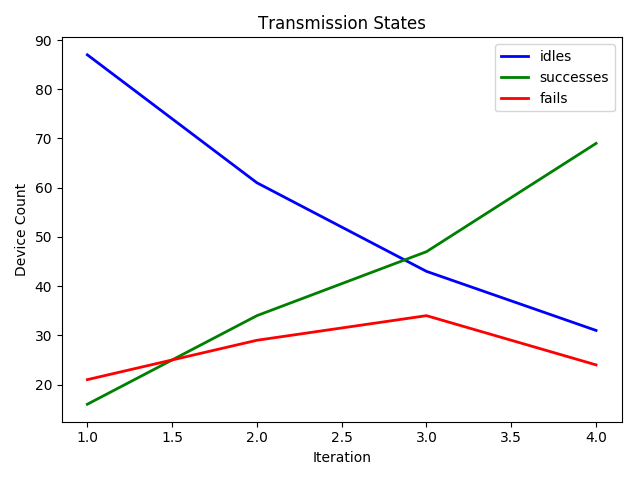 Transmission States
90
80
70
60
50
40
30
20
Device Count
idles
successes
fails
1.0 1.5 2.0 2.5 3.0 3.5 4.0
Iteration